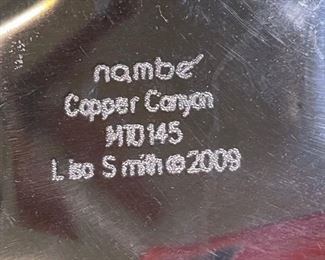 nambé
Copper Canyon
MT0145
Lisa Smith © 2009